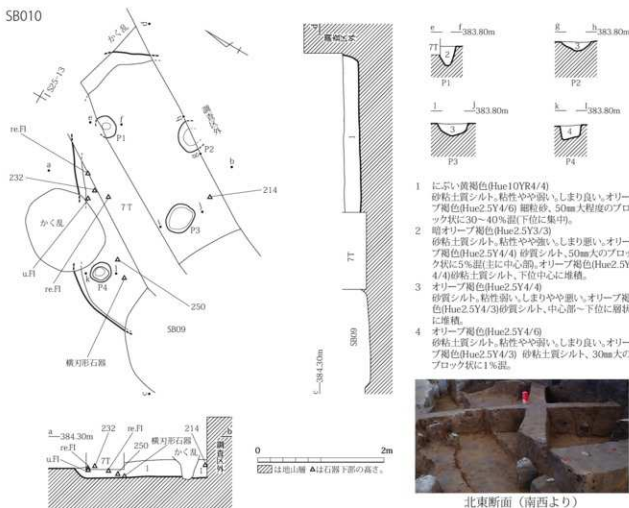 SB010
かく乱
S25-13
re.Fl
232
e
f
P1
g
h
P2
調査区外
a
b
214
7T
かく乱
u.Fl
re.Fl
P3
P4
250
SB09
横刃形石器
c
d
調査区外
1
7T
SB09
c 384.30m
e f 383.80m
7T
2
P1
g h 383.80m
3
P2
i j 383.80m
3
P3
k l 383.80m
4
P4
1 にぶい黄褐色(Hue10YR4/4)
砂粘土質シルト。粘性やや弱い。しまり良い。オリー
ブ褐色(Hue2.5Y4/6) 細粒砂、50㎜大程度のブロ
ック状に30〜40％混(下位に集中)。
2 暗オリーブ褐色(Hue2.5Y3/3)
砂粘土質シルト。粘性やや強い。しまり悪い。オリー
ブ褐色(Hue2.5Y4/4) 砂質シルト、50㎜大のブロッ
ク状に5％混(主に中心部)。オリーブ褐色(Hue2.5Y
4/4)砂粘土質シルト、下位中心に堆積。
3 オリーブ褐色(Hue2.5Y4/4)
砂質シルト。粘性弱い。しまりやや悪い。オリーブ褐
色(Hue2.5Y4/3)砂質シルト、中心部〜下位に層状
に堆積。
4 オリーブ褐色(Hue2.5Y4/6)
砂粘土質シルト。粘性やや弱い。しまり良い。オリー
ブ褐色(Hue2.5Y4/3) 砂粘土質シルト、30㎜大の
ブロック状に1％混。
a 384.30m
232
re.Fl
7T
250
re.Fl
横刃形石器
214
u.Fl
1
かく乱
調査区外
b
0 2m
は地山層 △は石器下部の高さ。
北東断面（南西より）